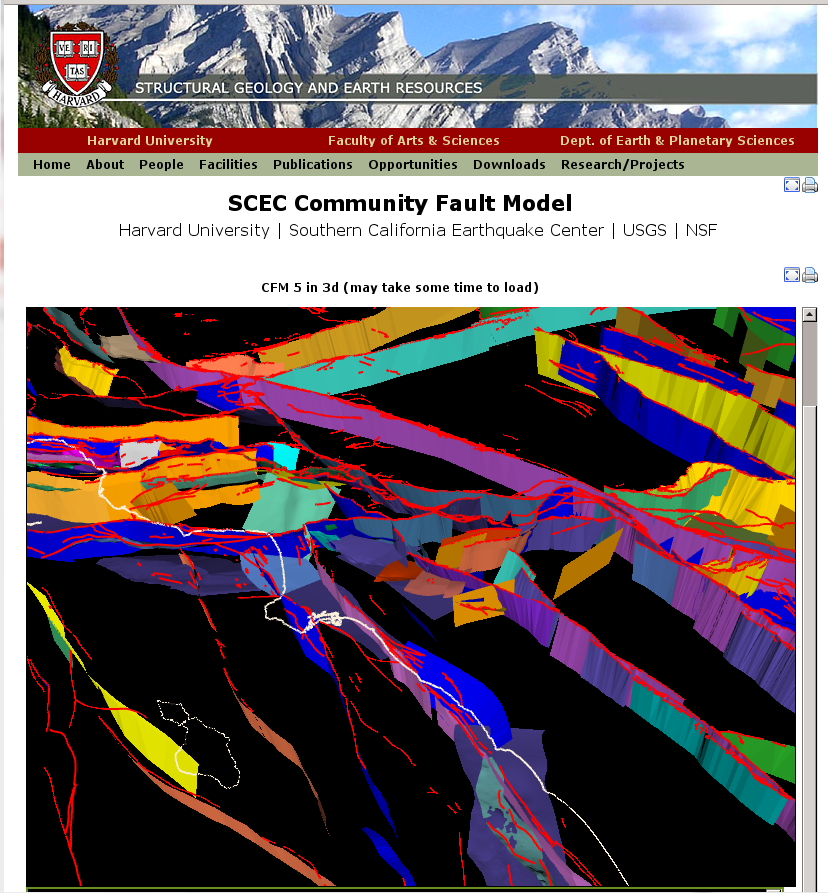 VE RI
TAS
HARVARD
STRUCTURAL GEOLOGY AND EARTH RESOURCES
Harvard University Faculty of Arts & Sciences Dept. of Earth & Planetary Sciences
Home About People Facilities Publications Opportunities Downloads Research/Projects
SCEC Community Fault Model
Harvard University | Southern California Earthquake Center | USGS | NSF
CFM 5 in 3d (may take some time to load)